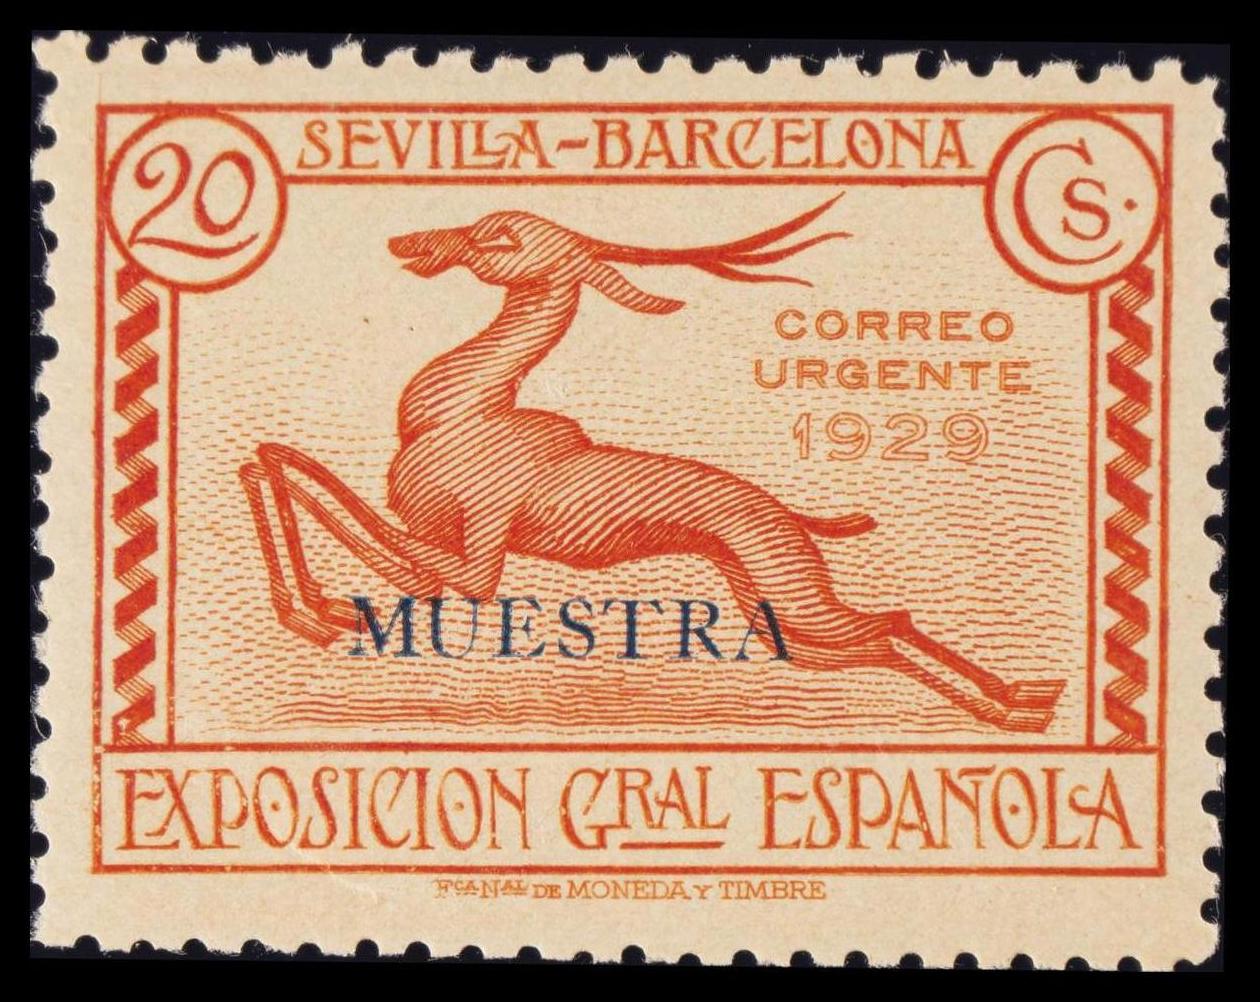 20 SEVILLA-BARCELONA Cs.
CORREO
URGENTE
1929
MUESTRA
EXPOSICION GRAL ESPAÑOLA
FCA NAL DE MONEDA Y TIMBRE